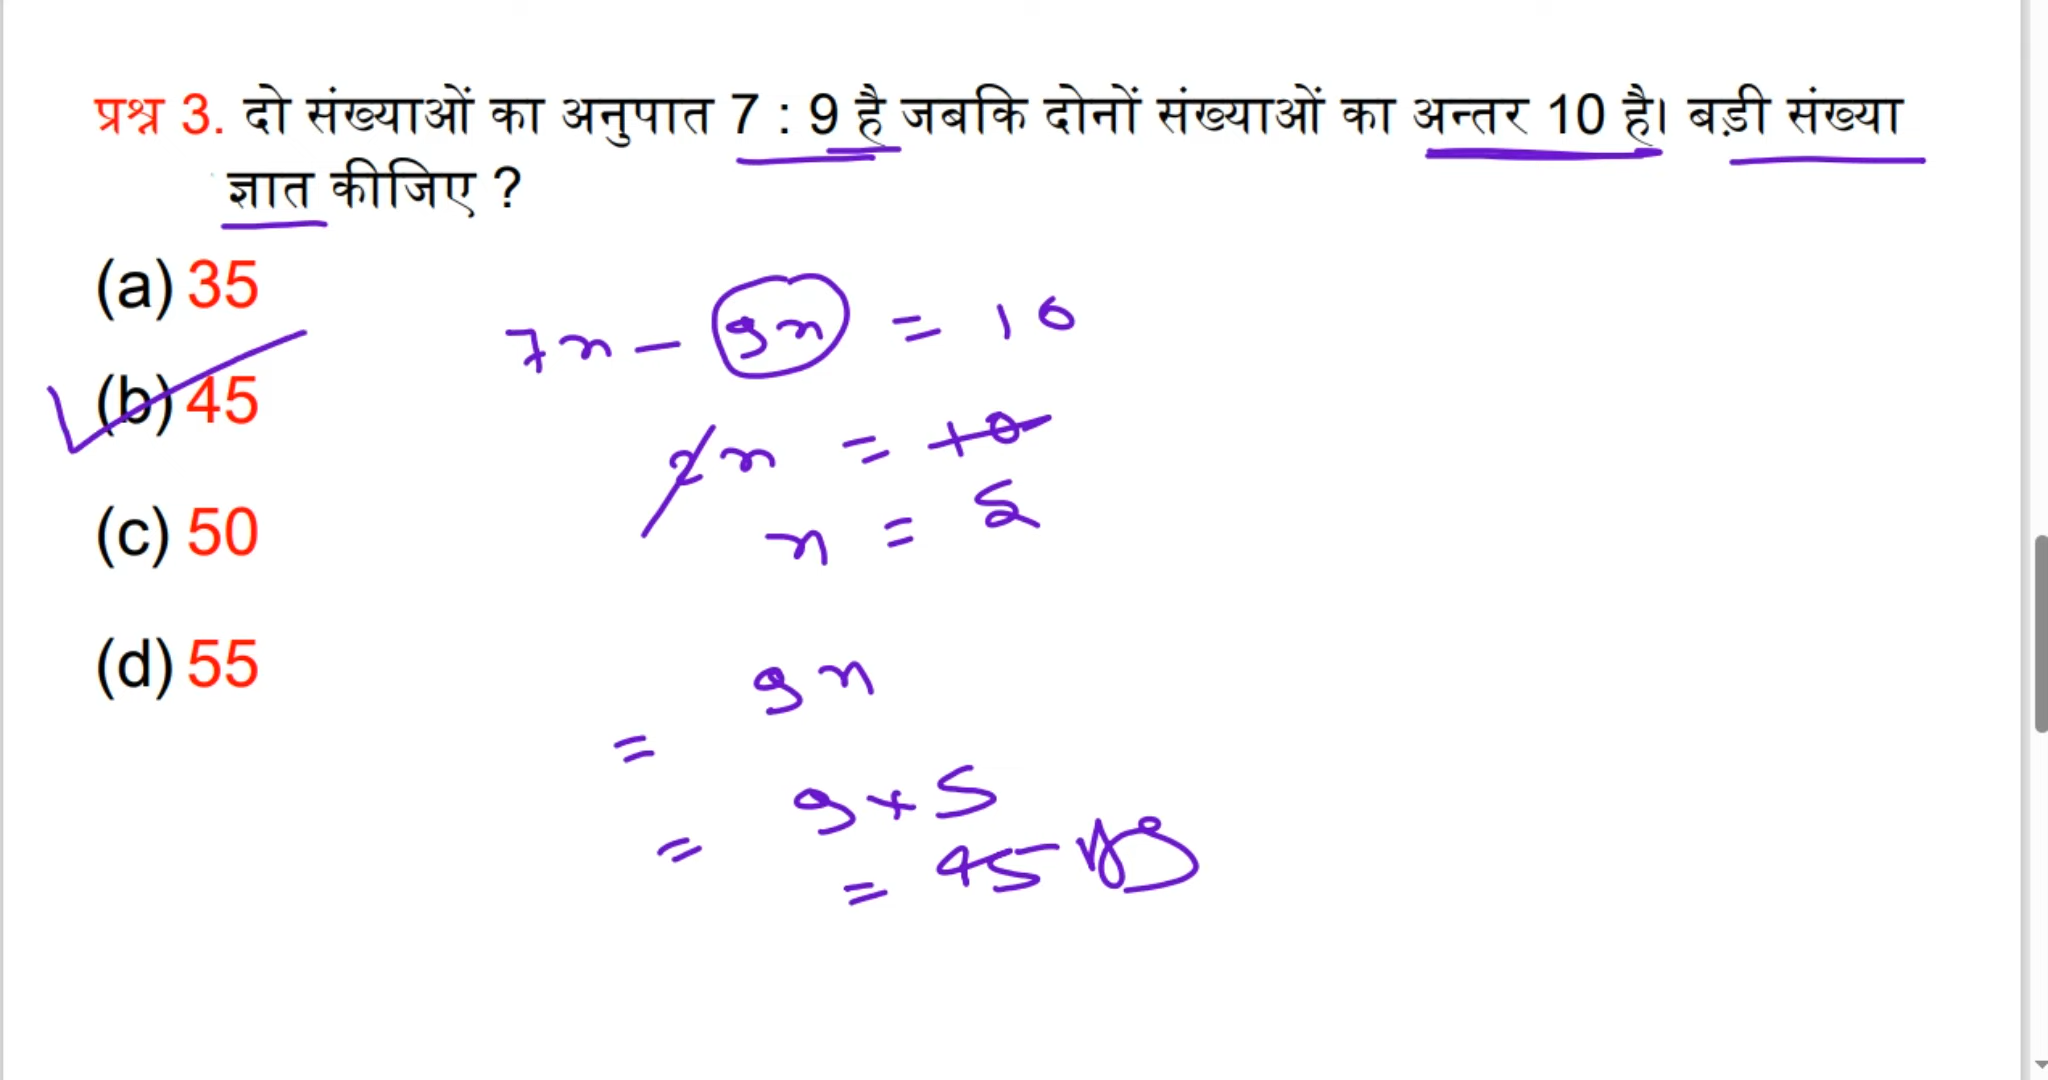 प्रश्न 3. दो संख्याओं का अनुपात 7 : 9 है जबकि दोनों संख्याओं का अन्तर 10 है। बड़ी संख्या
ज्ञात कीजिए ?
(a) 35
7x - 9x = 10
(b) 45
2x = 10
(c) 50
x = 5
(d) 55
9x
=
= 9 × 5
= 45